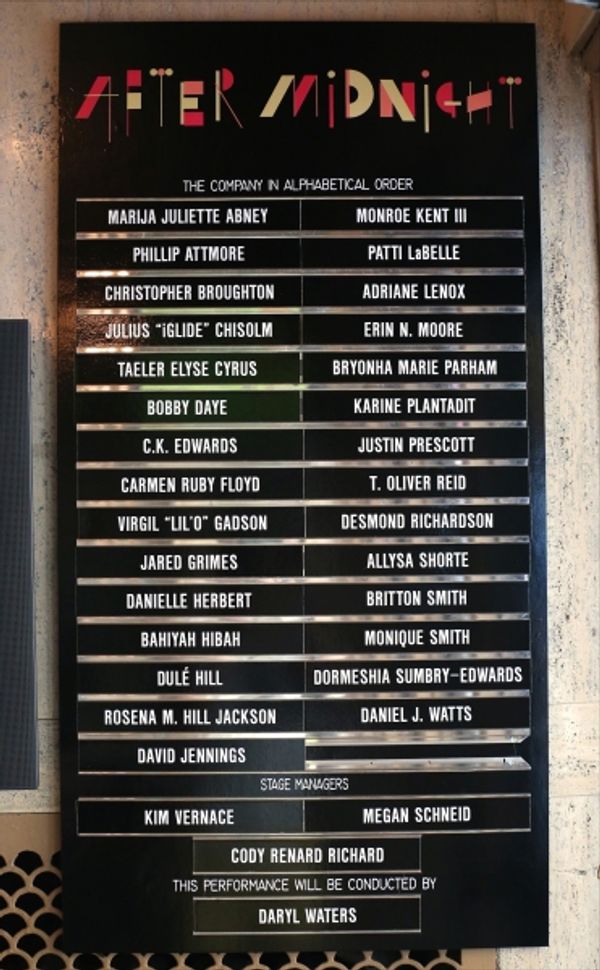 AFTER MiDNiGHT
THE COMPANY IN ALPHABETICAL ORDER
MARIJA JULIETTE ABNEY
PHILLIP ATTMORE
CHRISTOPHER BROUGHTON
JULIUS "iGLIDE" CHISOLM
TAELER ELYSE CYRUS
BOBBY DAYE
C.K. EDWARDS
CARMEN RUBY FLOYD
VIRGIL "LIL'O" GADSON
JARED GRIMES
DANIELLE HERBERT
BAHIYAH HIBAH
DULÉ HILL
ROSENA M. HILL JACKSON
DAVID JENNINGS
MONROE KENT III
PATTI LaBELLE
ADRIANE LENOX
ERIN N. MOORE
BRYONHA MARIE PARHAM
KARINE PLANTADIT
JUSTIN PRESCOTT
T. OLIVER REID
DESMOND RICHARDSON
ALLYSA SHORTE
BRITTON SMITH
MONIQUE SMITH
DORMESHIA SUMBRY-EDWARDS
DANIEL J. WATTS
STAGE MANAGERS
KIM VERNACE
MEGAN SCHNEID
CODY RENARD RICHARD
THIS PERFORMANCE WILL BE CONDUCTED BY
DARYL WATERS